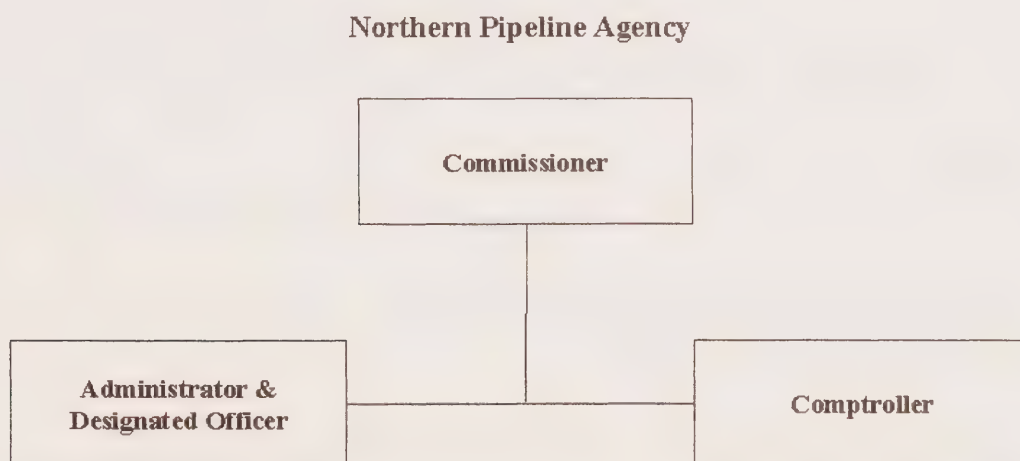 Northern Pipeline Agency
Commissioner
Administrator &
Designated Officer
Comptroller